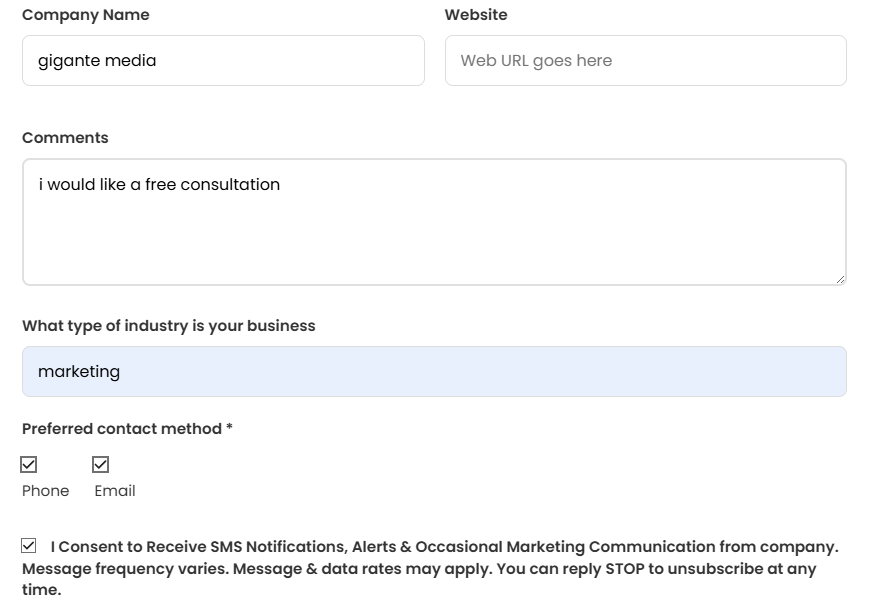 Company Name
Website
gigante media
Web URL goes here
Comments
i would like a free consultation
What type of industry is your business
marketing
Preferred contact method *
Phone
Email
I Consent to Receive SMS Notifications, Alerts & Occasional Marketing Communication from company.
Message frequency varies. Message & data rates may apply. You can reply STOP to unsubscribe at any
time.